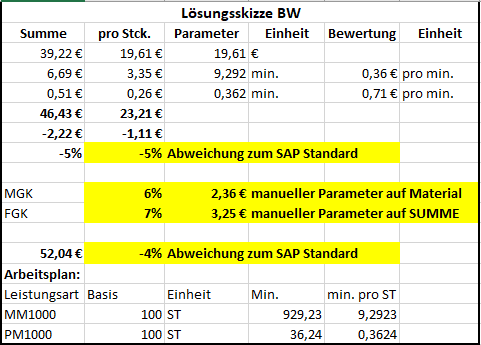 Lösungsskizze BW
Summe pro Stck. Parameter Einheit Bewertung Einheit
39,22 € 19,61 € 19,61 €
6,69 € 3,35 € 9,292 min. 0,36 € pro min.
0,51 € 0,26 € 0,362 min. 0,71 € pro min.
46,43 € 23,21 €
-2,22 € -1,11 €
-5% -5% Abweichung zum SAP Standard
MGK 6% 2,36 € manueller Parameter auf Material
FGK 7% 3,25 € manueller Parameter auf SUMME
52,04 € -4% Abweichung zum SAP Standard
Arbeitsplan:
Leistungsart Basis Einheit Min. min. pro ST
MM1000 100 ST 929,23 9,2923
PM1000 100 ST 36,24 0,3624